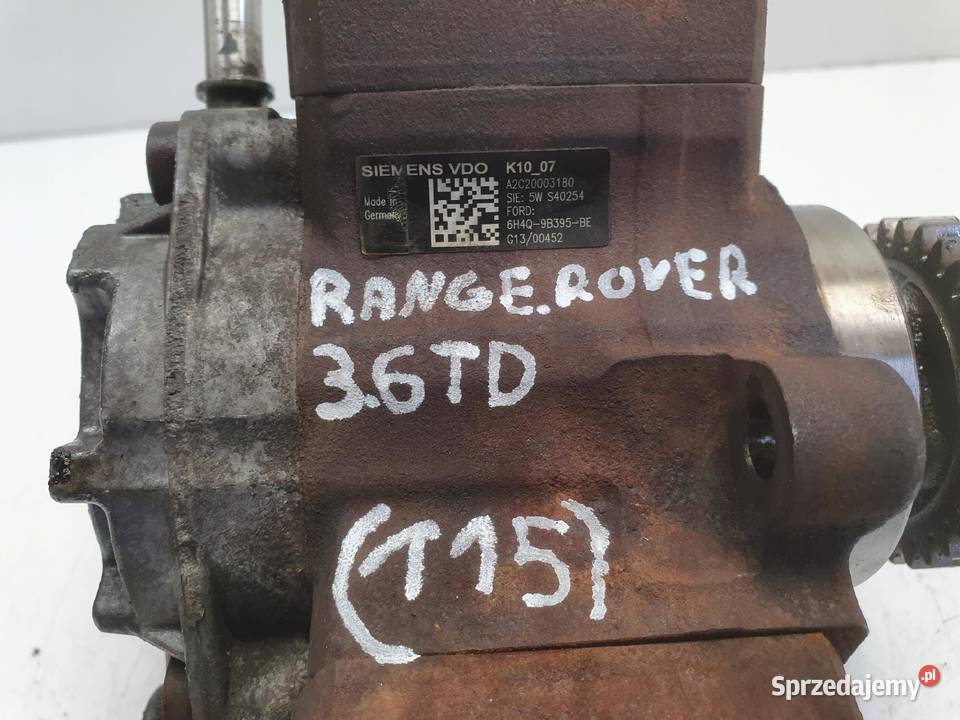 SIEMENS VDO K10_07
A2C20003180
Made in
Germany
SIE: 5W S40254
FORD:
6H4Q-9B395-BE
G13/00452
RANGE.ROVER
3.6TD
(115)
Sprzedajemy.pl